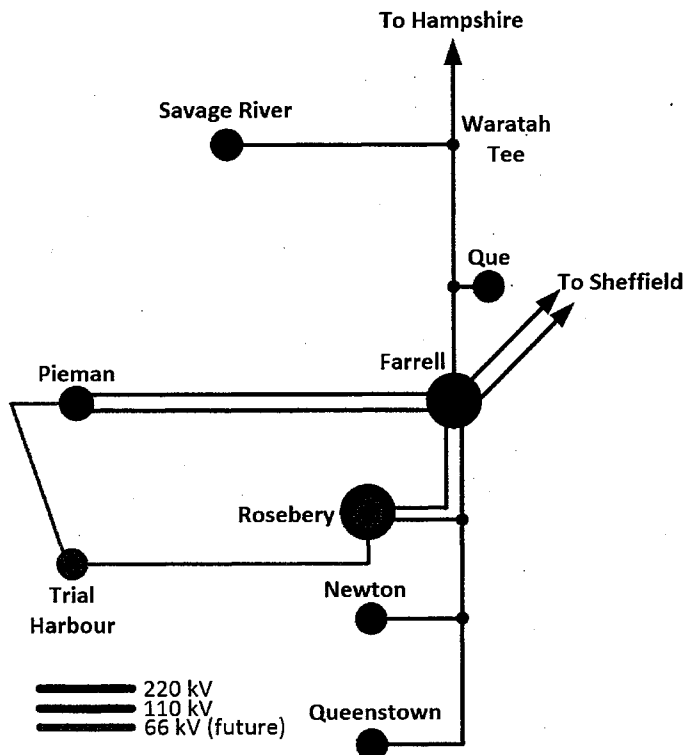 To Hampshire
Savage River
Waratah
Tee
Que
To Sheffield
Farrell
Pieman
Rosebery
Trial
Harbour
Newton
220 kV
110 kV
66 kV (future)
Queenstown